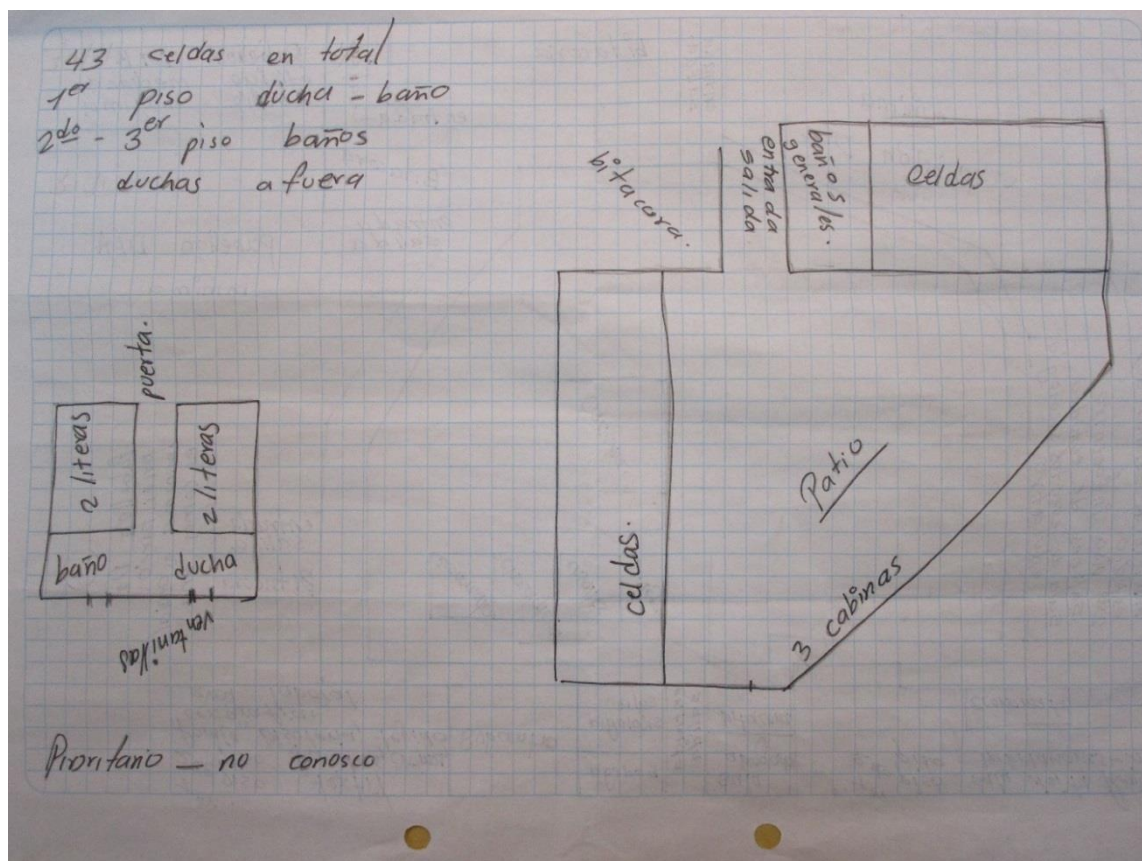 43 celdas en total
1er piso ducha - baño
2do - 3er piso baños
duchas afuera
bitacora.
entrada
salida
baños
generales.
celdas
puerta.
2 literas
2 literas
baño
ducha
ventanillas
celdas.
Patio
3 cabinas
Prioritario - no conosco